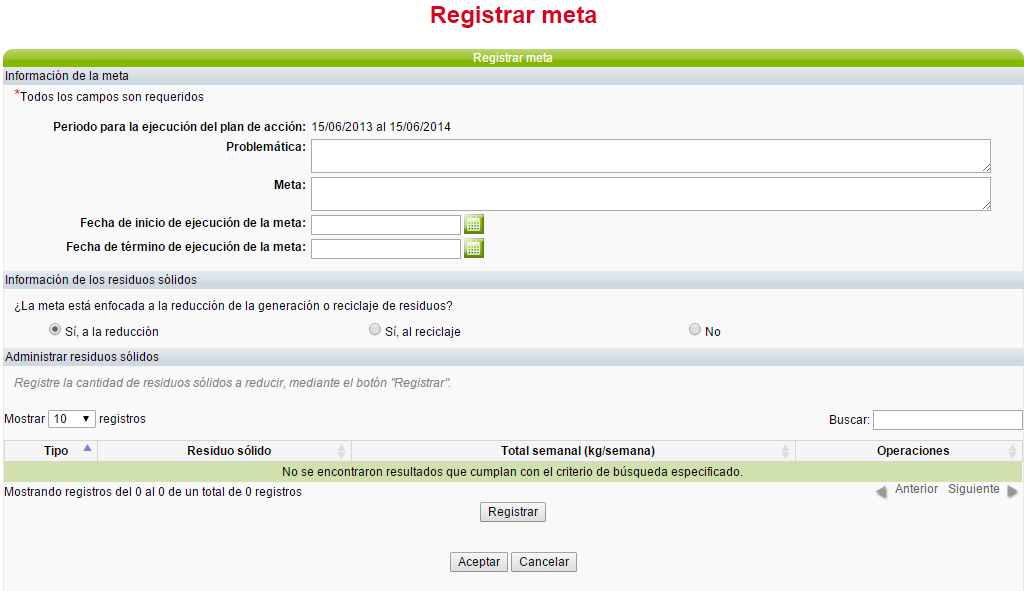 Registrar meta
Registrar meta
Información de la meta
*Todos los campos son requeridos
Periodo para la ejecución del plan de acción: 15/06/2013 al 15/06/2014
Problemática:
Meta:
Fecha de inicio de ejecución de la meta:
Fecha de término de ejecución de la meta:
Información de los residuos sólidos
¿La meta está enfocada a la reducción de la generación o reciclaje de residuos?
Sí, a la reducción Sí, al reciclaje No
Administrar residuos sólidos
Registre la cantidad de residuos sólidos a reducir, mediante el botón "Registrar".
Mostrar 10 registros Buscar:
Tipo Residuo sólido Total semanal (kg/semana) Operaciones
No se encontraron resultados que cumplan con el criterio de búsqueda especificado.
Mostrando registros del 0 al 0 de un total de 0 registros Anterior Siguiente
Registrar
Aceptar Cancelar